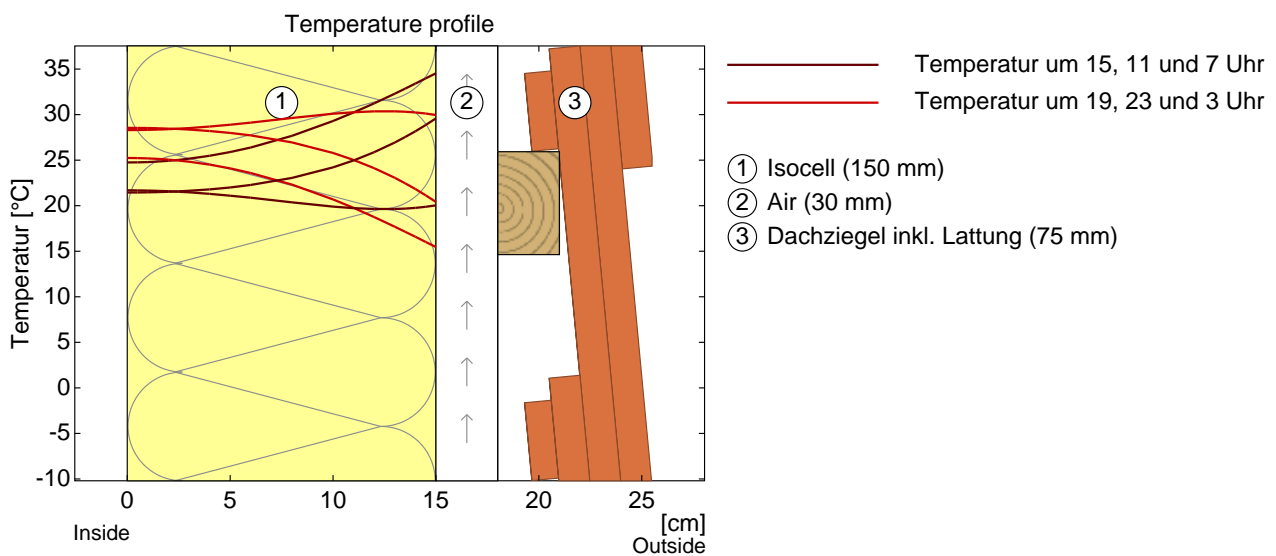 Temperature profile
Temperatur [°C]
35
30
25
20
15
10
5
0
-5
-10
0
5
10
15
20
25
[cm]
Inside
Outside
1
2
3
Temperatur um 15, 11 und 7 Uhr
Temperatur um 19, 23 und 3 Uhr
1 Isocell (150 mm)
2 Air (30 mm)
3 Dachziegel inkl. Lattung (75 mm)